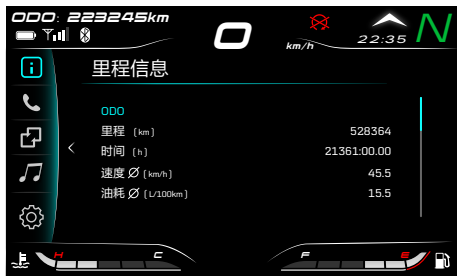 ODO: 223245km
0
km/h
22:35
N
里程信息
ODO
里程 (km) 528364
时间 (h) 21361:00.00
速度 Ø (km/h) 45.5
油耗 Ø (L/100km) 15.5
H C F E